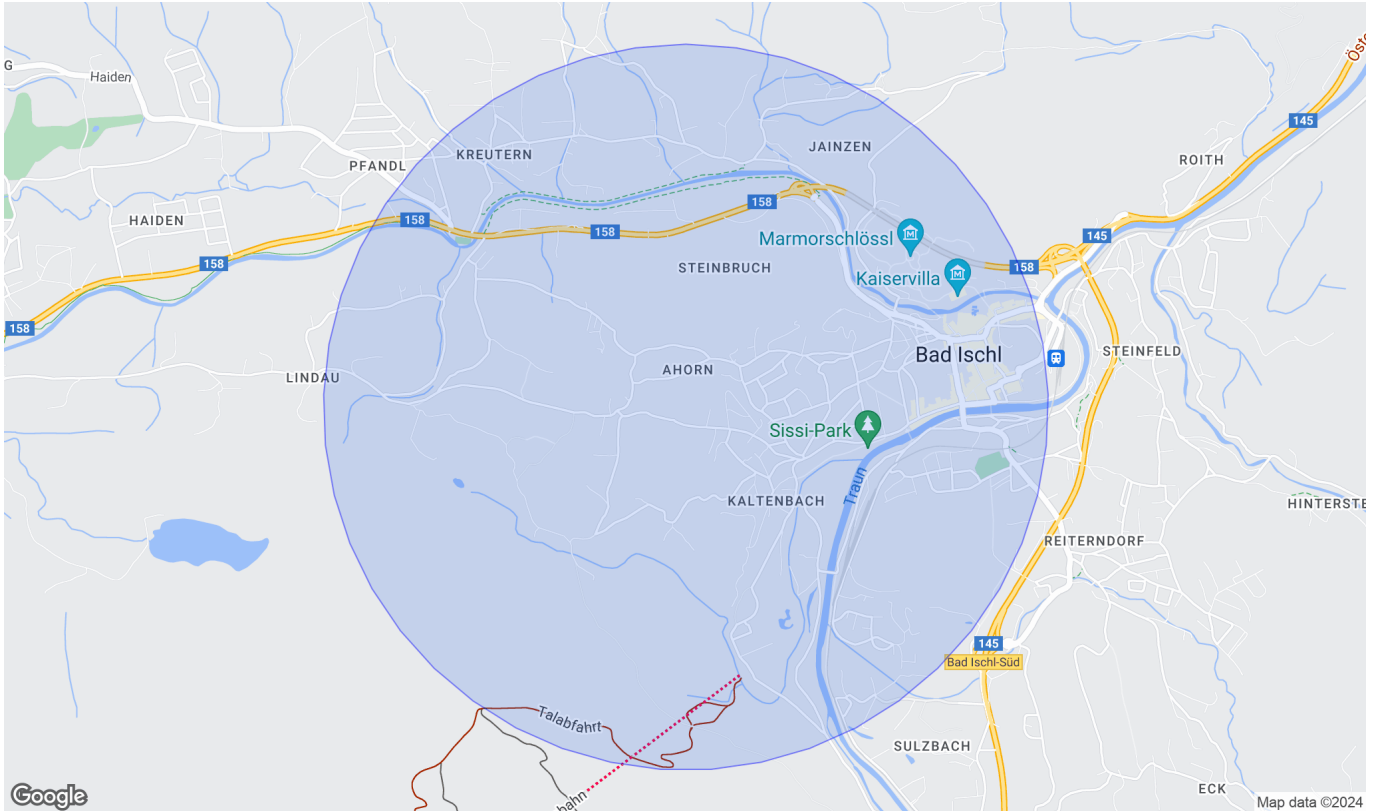 Öste
G
Haiden
145
JAINZEN
KREUTERN
ROITH
PFANDL
158
158
HAIDEN
158
145
Marmorschlössl
158
STEINBRUCH
158
Kaiservilla
158
STEINFELD
Bad Ischl
AHORN
LINDAU
Sissi-Park
Traun
KALTENBACH
HINTERSTE
REITERNDORF
145
Bad Ischl-Süd
Talabfahrt
SULZBACH
ECK
bahn
Google
Map data ©2024